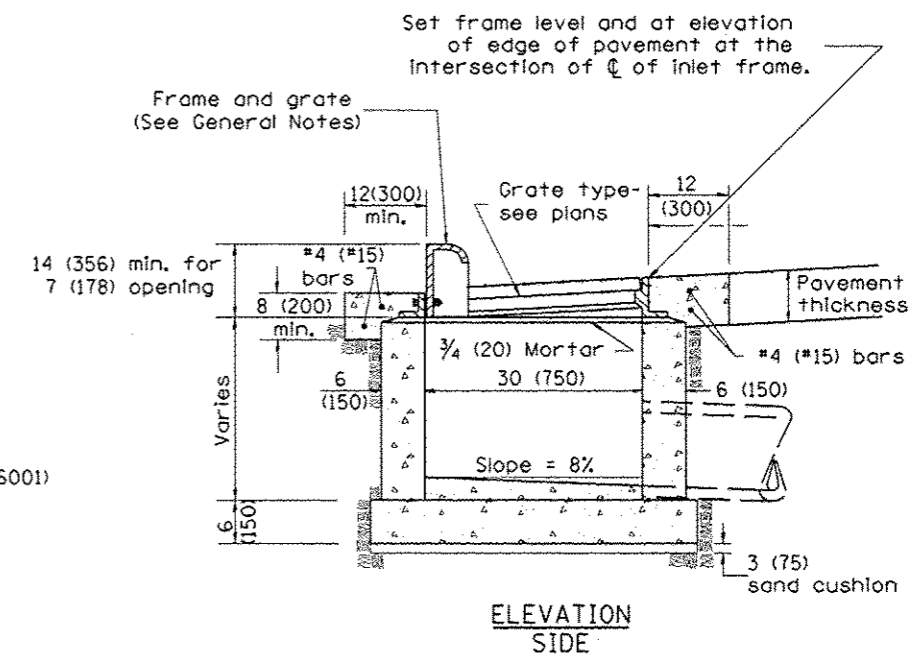 Set frame level and at elevation
of edge of pavement at the
intersection of ℄ of inlet frame.
Frame and grate
(See General Notes)
12(300)
min.
Grate type-
see plans
12
(300)
14 (356) min. for
7 (178) opening
#4 (#15)
bars
8 (200)
min.
Pavement
thickness
¾ (20) Mortar
#4 (#15) bars
6
(150)
30 (750)
6
(150)
Varies
Slope = 8%
6001)
6
(150)
3 (75)
sand cushion
ELEVATION
SIDE